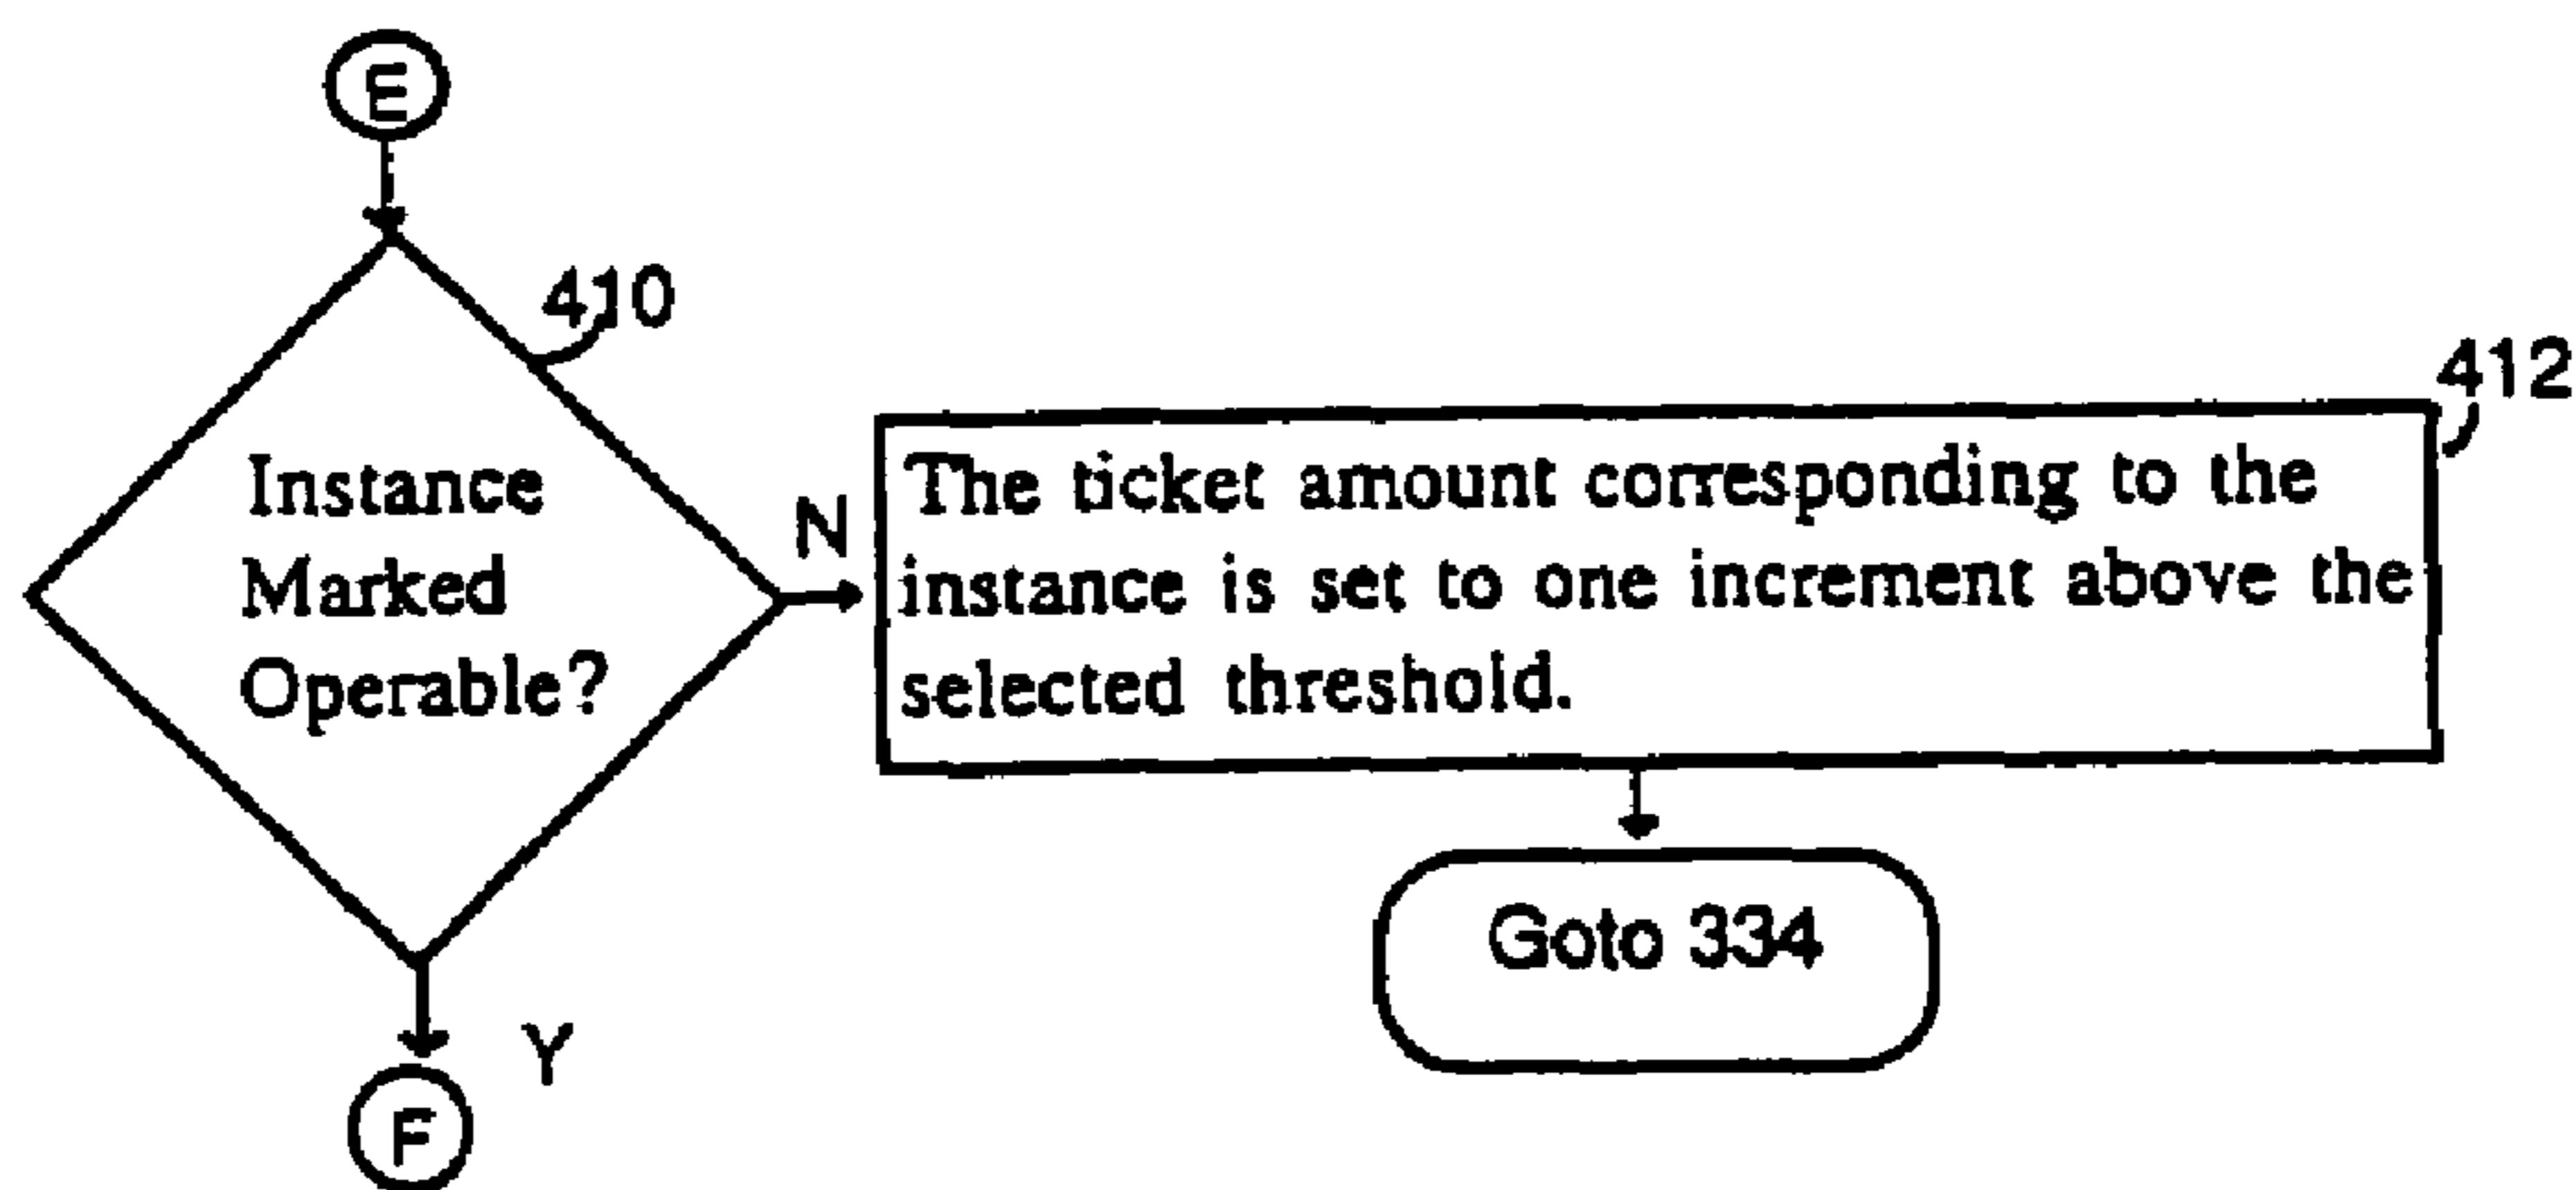 E
410
412
Instance
Marked
Operable?
N
The ticket amount corresponding to the
instance is set to one increment above the
selected threshold.
Goto 334
Y
F